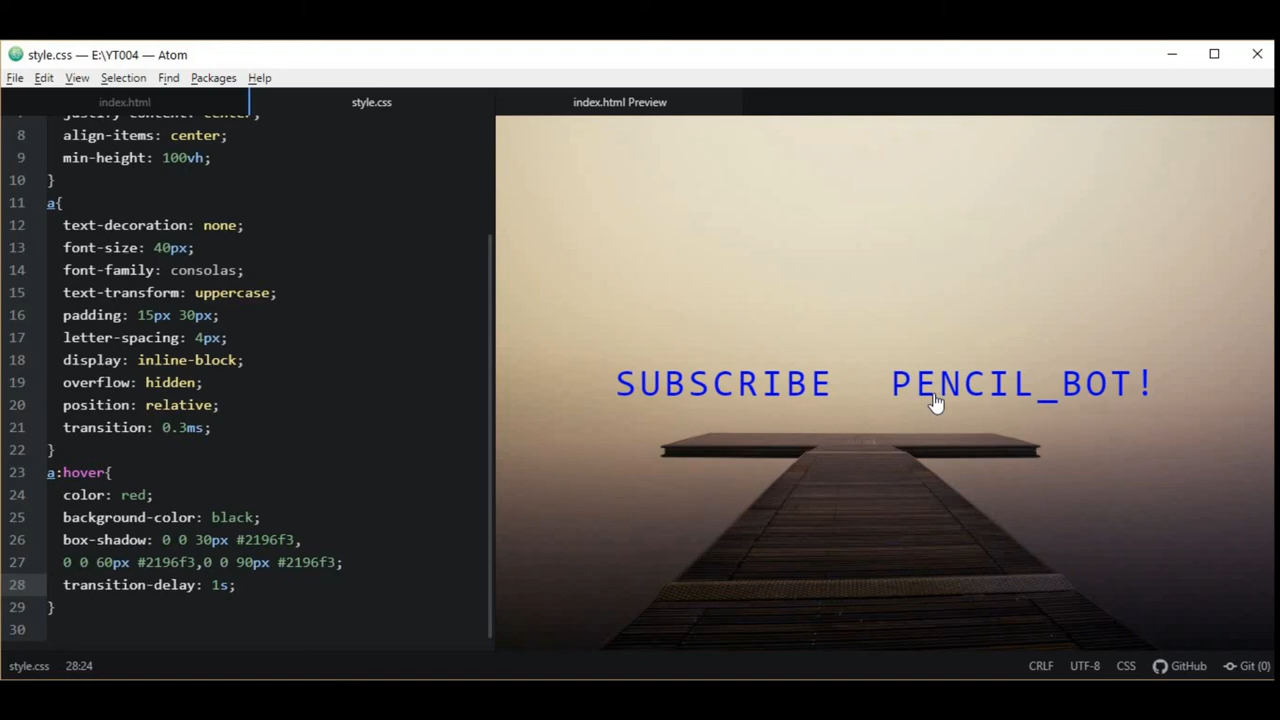 style.css — E:\YT004 — Atom
File Edit View Selection Find Packages Help
index.html style.css index.html Preview
justify-content: center;
8 align-items: center;
9 min-height: 100vh;
10 }
11 a{
12 text-decoration: none;
13 font-size: 40px;
14 font-family: consolas;
15 text-transform: uppercase;
16 padding: 15px 30px;
17 letter-spacing: 4px;
18 display: inline-block;
19 overflow: hidden;
20 position: relative;
21 transition: 0.3ms;
22 }
23 a:hover{
24 color: red;
25 background-color: black;
26 box-shadow: 0 0 30px #2196f3,
27 0 0 60px #2196f3,0 0 90px #2196f3;
28 transition-delay: 1s;
29 }
30
SUBSCRIBE PENCIL_BOT!
style.css 28:24 CRLF UTF-8 CSS GitHub Git (0)